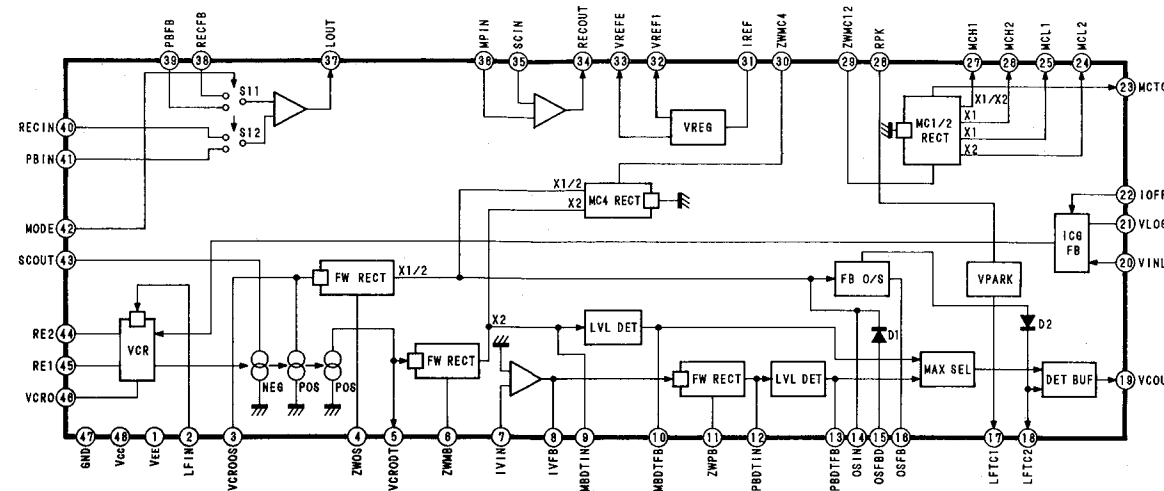 PBFB
RECFB
LOUT
MPIN
SCIN
RECOUT
VREFE
VREF1
IREF
ZWMC4
ZWMC12
RPK
MCH1
MCH2
MCL1
MCL2
39
38
37
36
35
34
33
32
31
30
29
28
27
26
25
24
S11
S12
VREG
MC1/2
RECT
X1/X2
X1
X1
X2
23
RECIN
40
PBIN
41
X1/2
X2
MC4 RECT
22
MODE
42
ICG
FB
21
SCOUT
43
FW RECT
X1/2
FB O/S
VPARK
20
RE2
44
VCR
X2
LVL DET
D1
D2
RE1
45
FW RECT
FW RECT
LVL DET
MAX SEL
DET BUF
19
VCRO
46
NEG
POS
POS
47
48
1
2
3
4
5
6
7
8
9
10
11
12
13
14
15
16
17
18
GND
VCC
VEE
LFIN
VCROOS
ZWOS
VCRODT
ZWMB
IVIN
IVFB
MBDTIN
MBDTFB
ZWPB
PBDTIN
PBDTFB
OSIN
OSFBD
OSFB
LFTC1
LFTC2